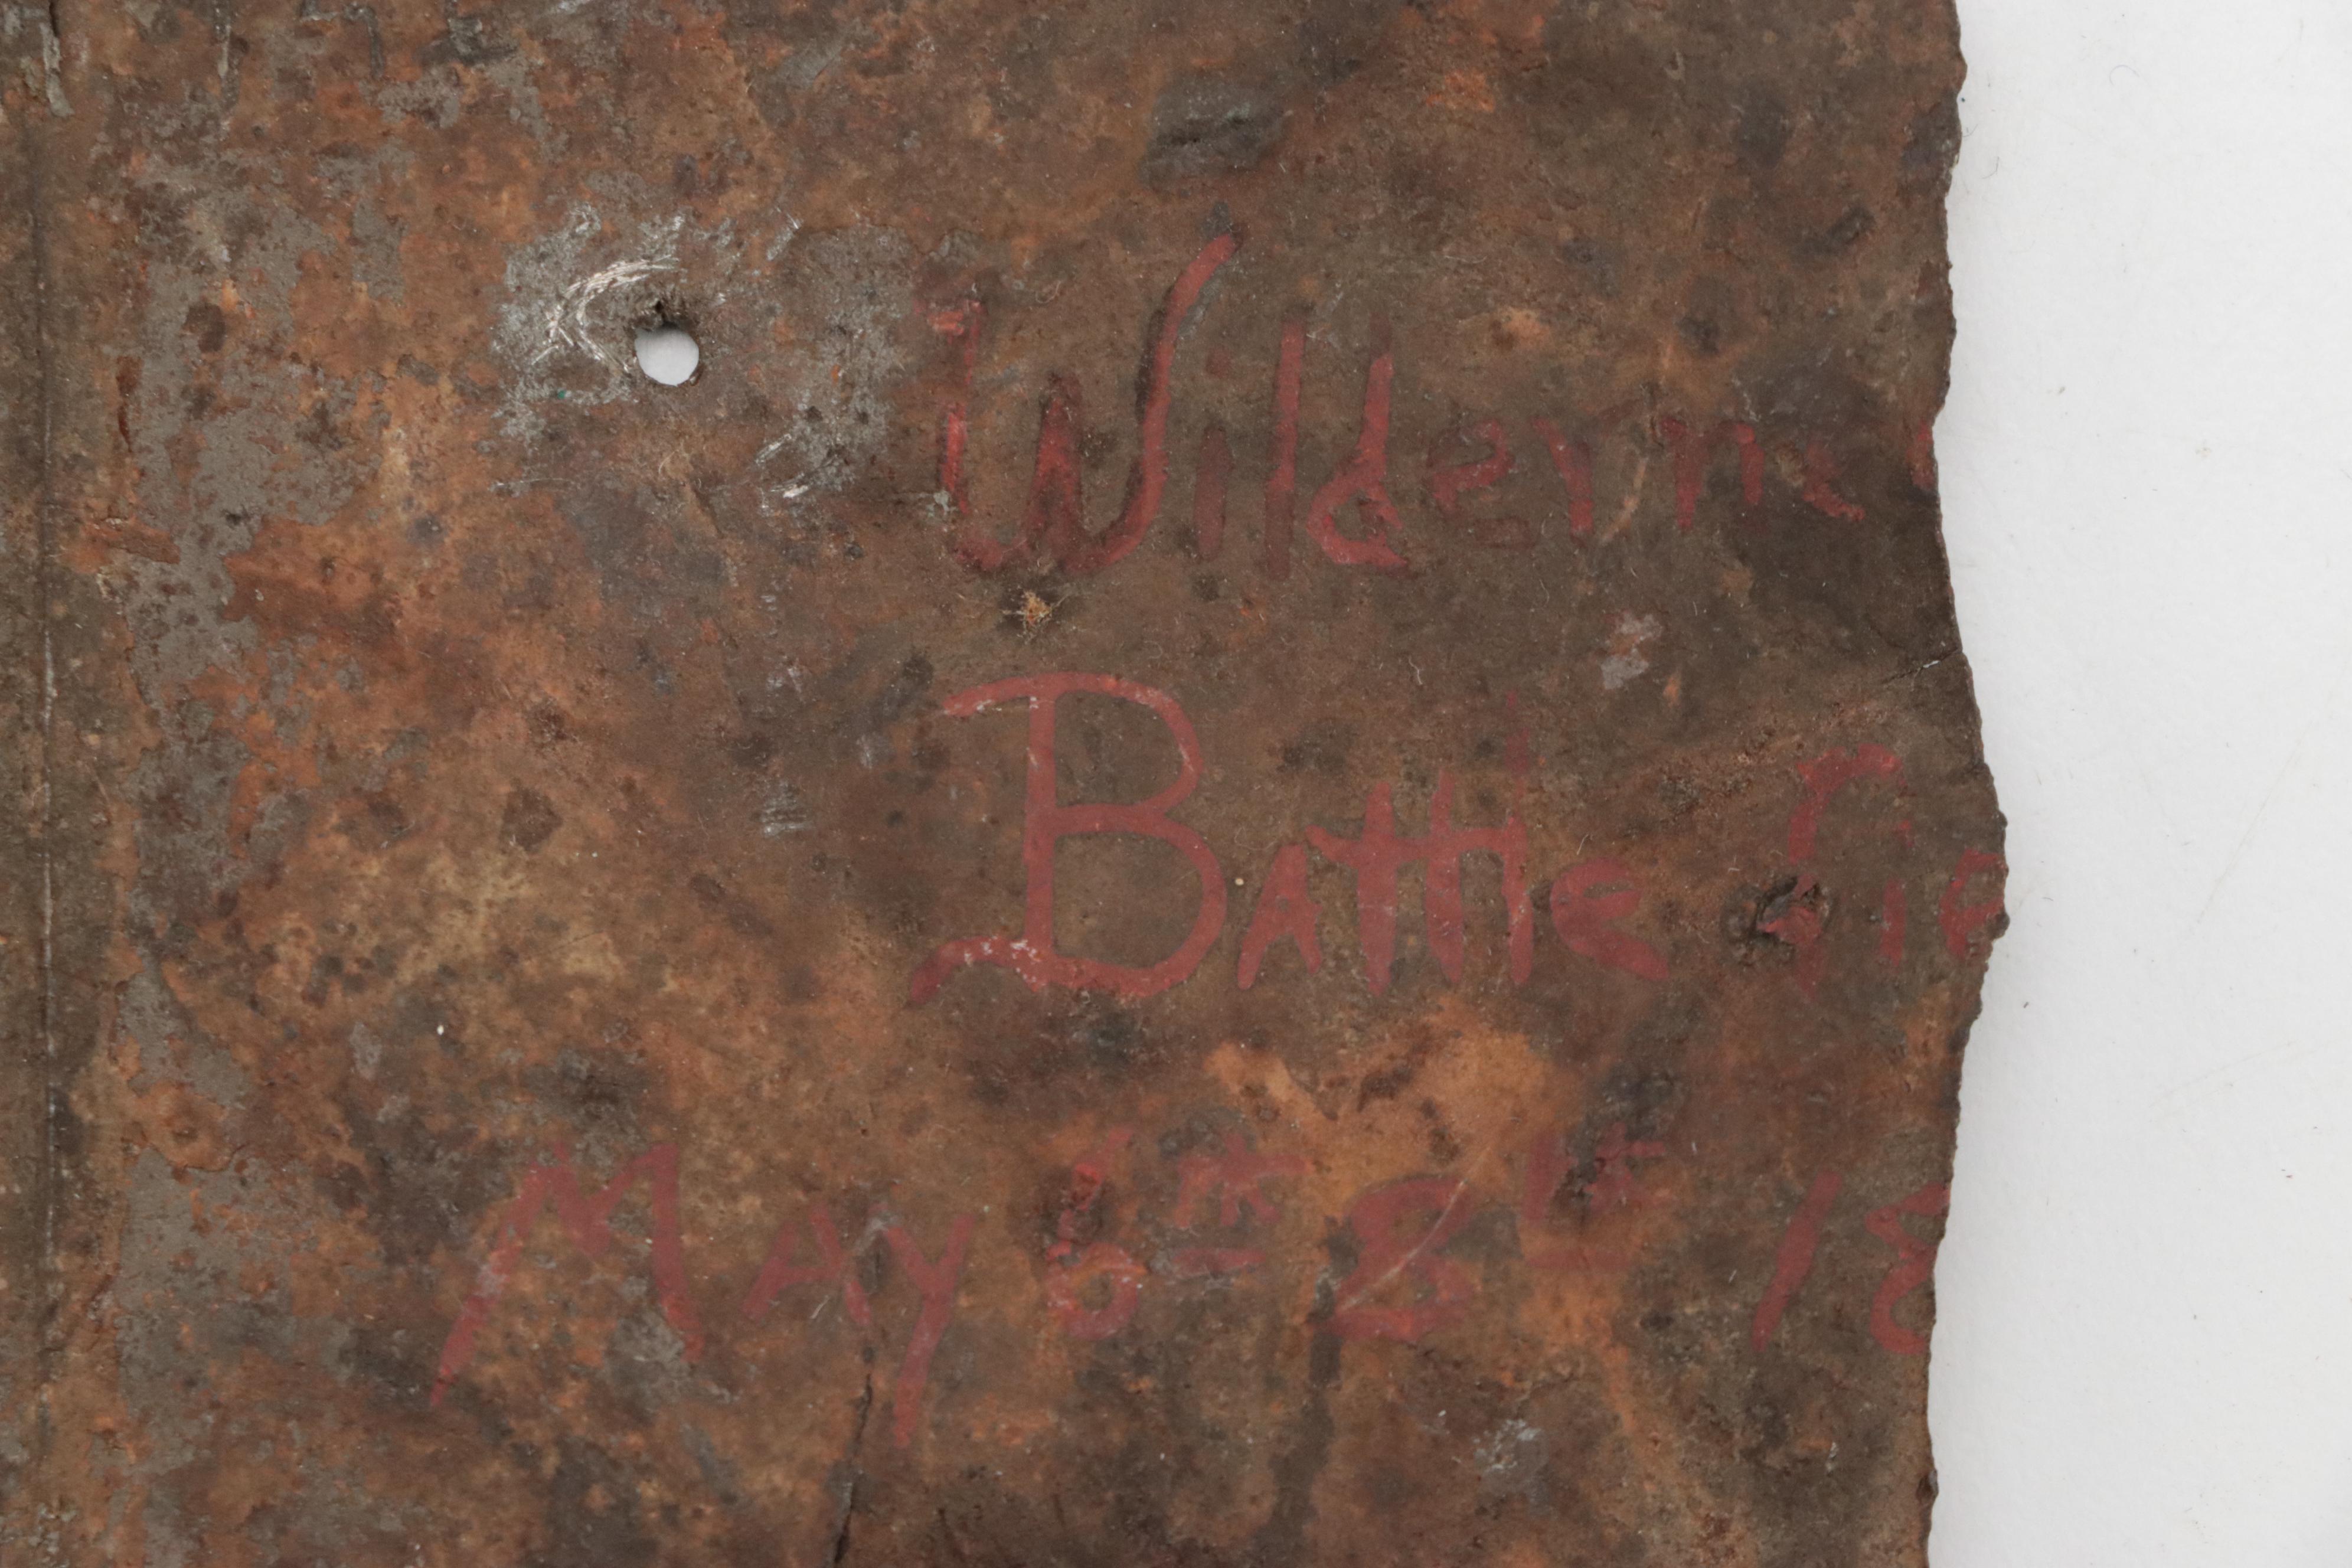 Wilderne
BAttle Fie
MAy 6th 8th 18